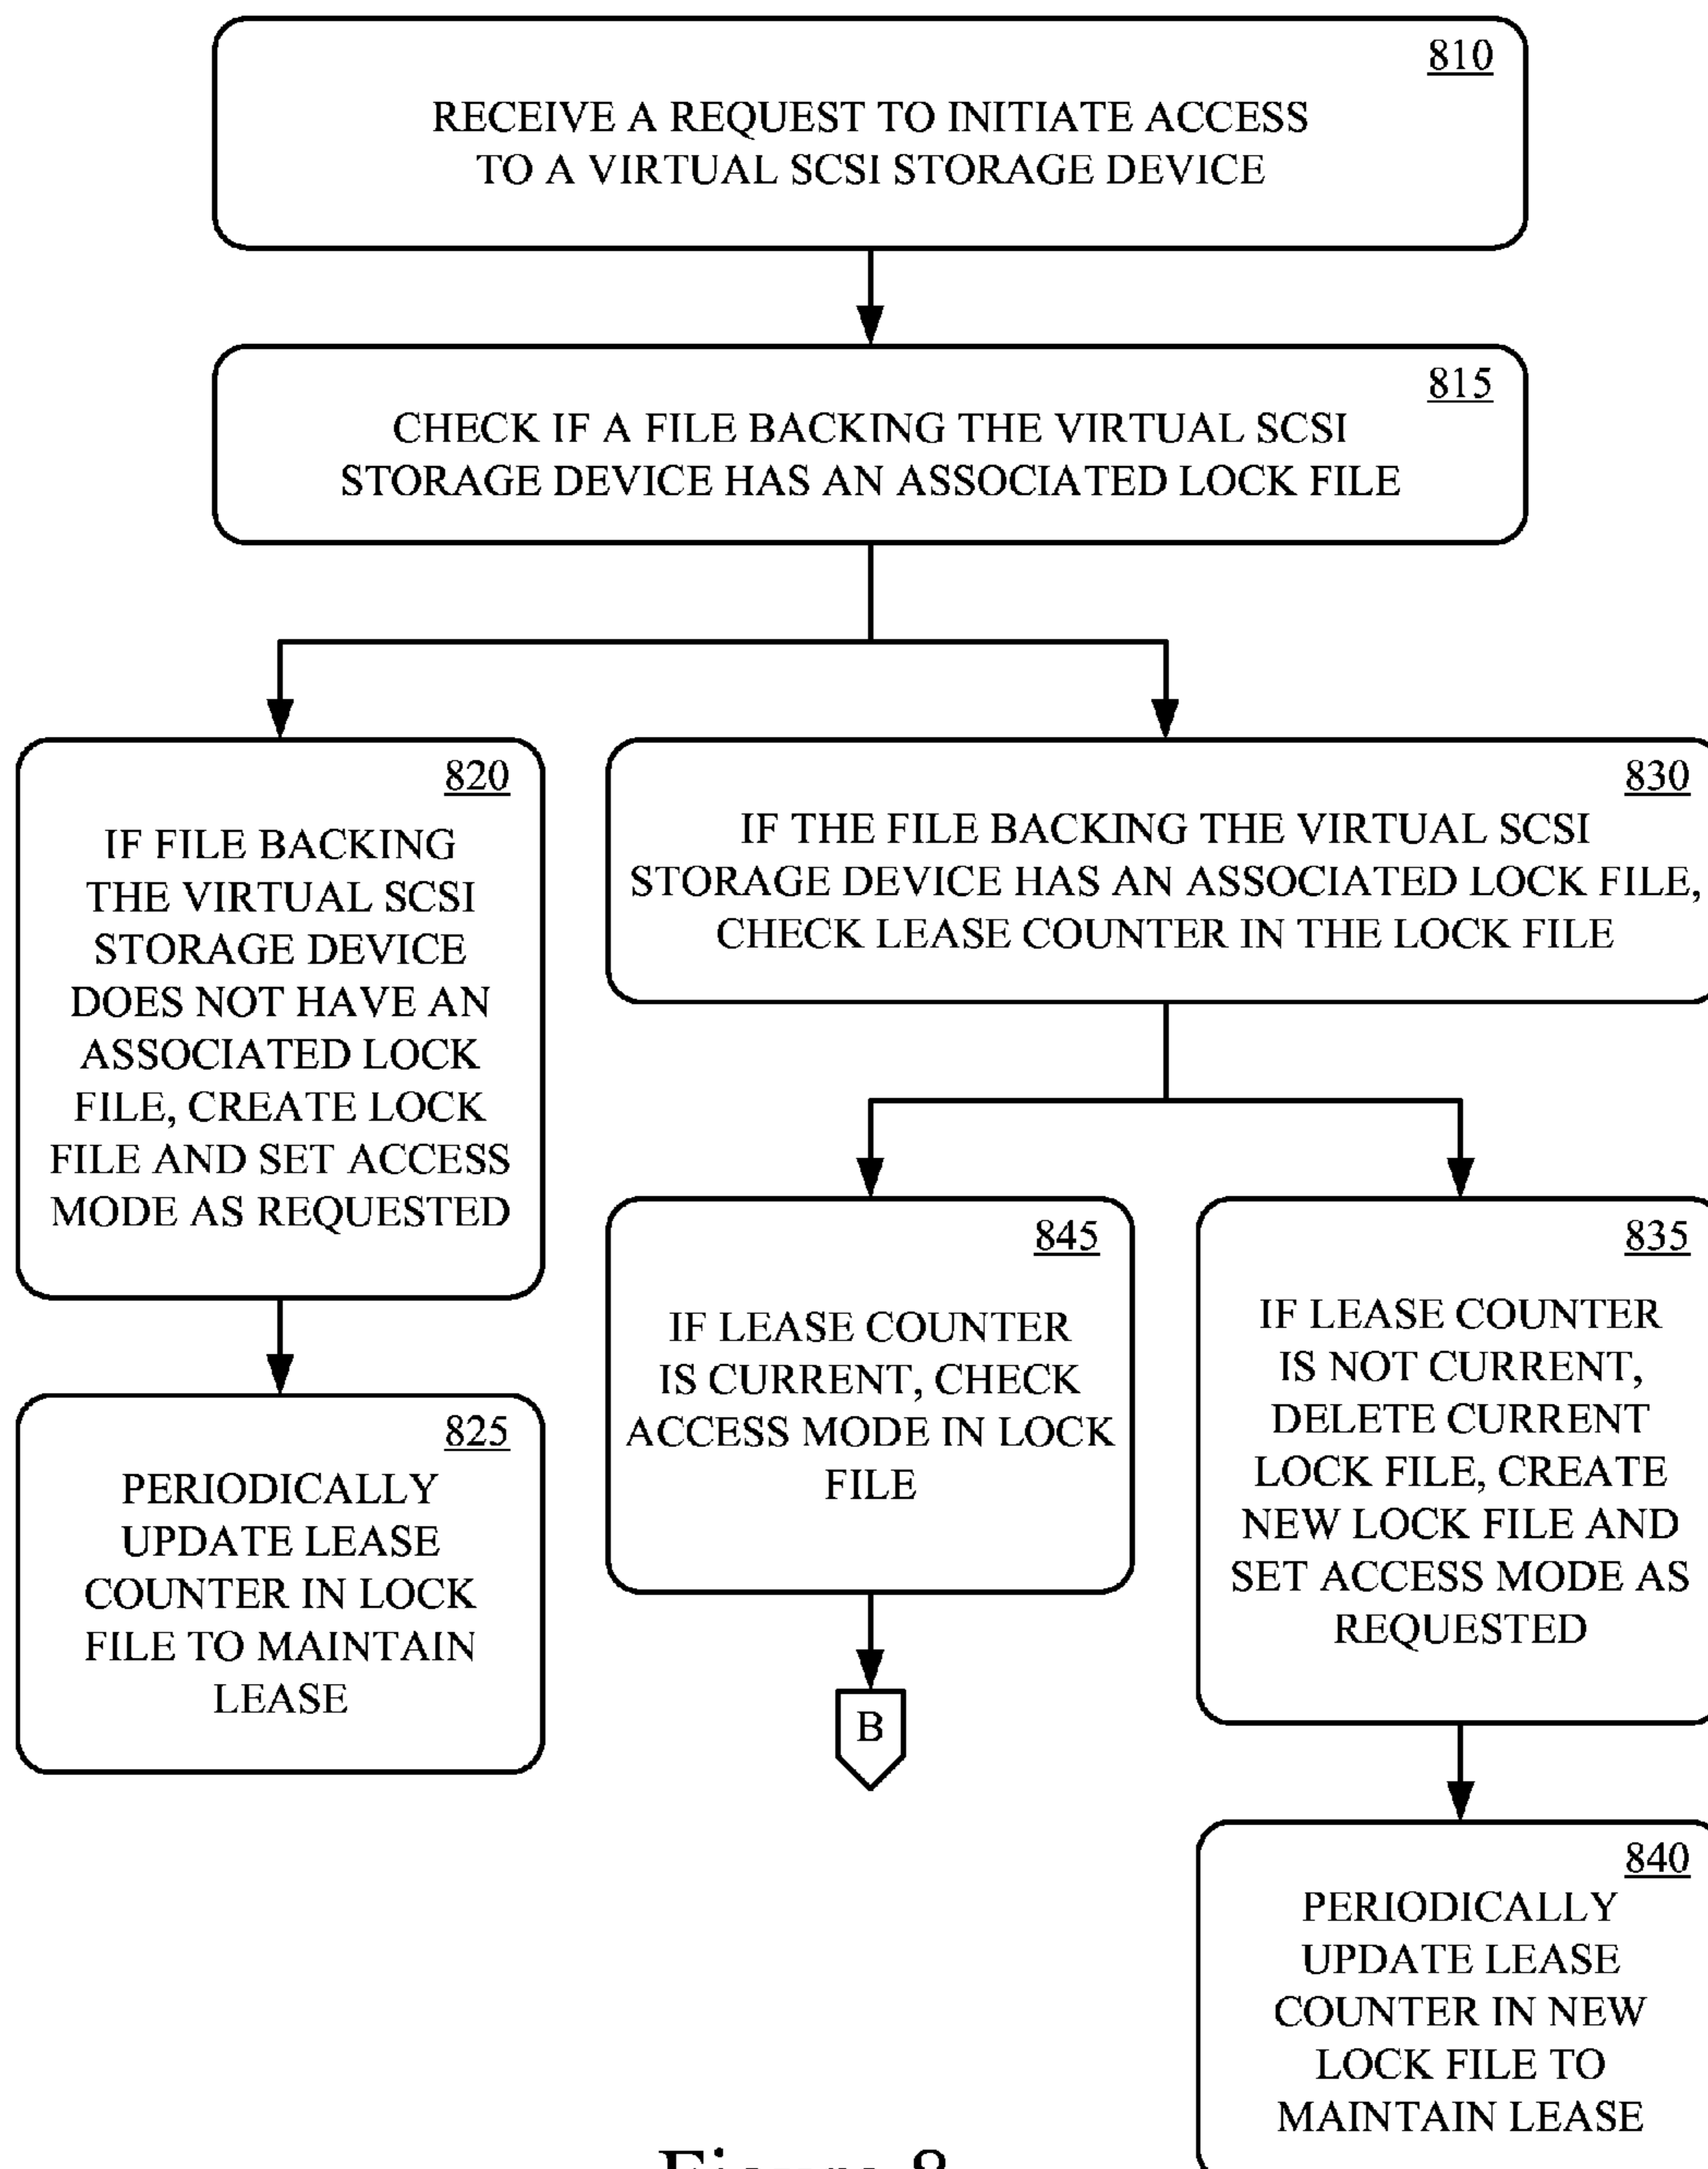 810
RECEIVE A REQUEST TO INITIATE ACCESS
TO A VIRTUAL SCSI STORAGE DEVICE
815
CHECK IF A FILE BACKING THE VIRTUAL SCSI
STORAGE DEVICE HAS AN ASSOCIATED LOCK FILE
820
IF FILE BACKING
THE VIRTUAL SCSI
STORAGE DEVICE
DOES NOT HAVE AN
ASSOCIATED LOCK
FILE, CREATE LOCK
FILE AND SET ACCESS
MODE AS REQUESTED
825
PERIODICALLY
UPDATE LEASE
COUNTER IN LOCK
FILE TO MAINTAIN
LEASE
830
IF THE FILE BACKING THE VIRTUAL SCSI
STORAGE DEVICE HAS AN ASSOCIATED LOCK FILE,
CHECK LEASE COUNTER IN THE LOCK FILE
845
IF LEASE COUNTER
IS CURRENT, CHECK
ACCESS MODE IN LOCK
FILE
B
835
IF LEASE COUNTER
IS NOT CURRENT,
DELETE CURRENT
LOCK FILE, CREATE
NEW LOCK FILE AND
SET ACCESS MODE AS
REQUESTED
840
PERIODICALLY
UPDATE LEASE
COUNTER IN NEW
LOCK FILE TO
MAINTAIN LEASE
Figure 8